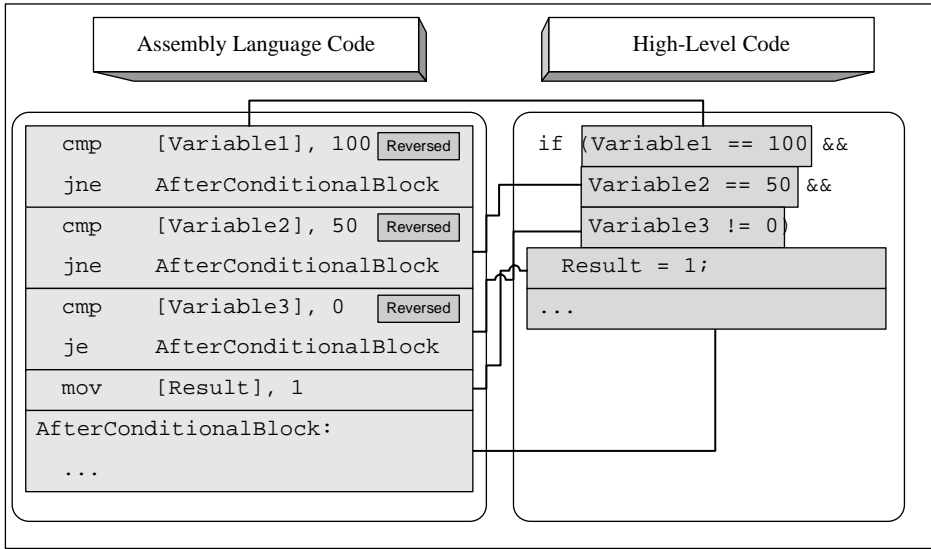 Assembly Language Code
High-Level Code
cmp [Variable1], 100 Reversed
jne AfterConditionalBlock
cmp [Variable2], 50 Reversed
jne AfterConditionalBlock
cmp [Variable3], 0 Reversed
je AfterConditionalBlock
mov [Result], 1
AfterConditionalBlock:
...
if (Variable1 == 100 &&
Variable2 == 50 &&
Variable3 != 0)
Result = 1;
...